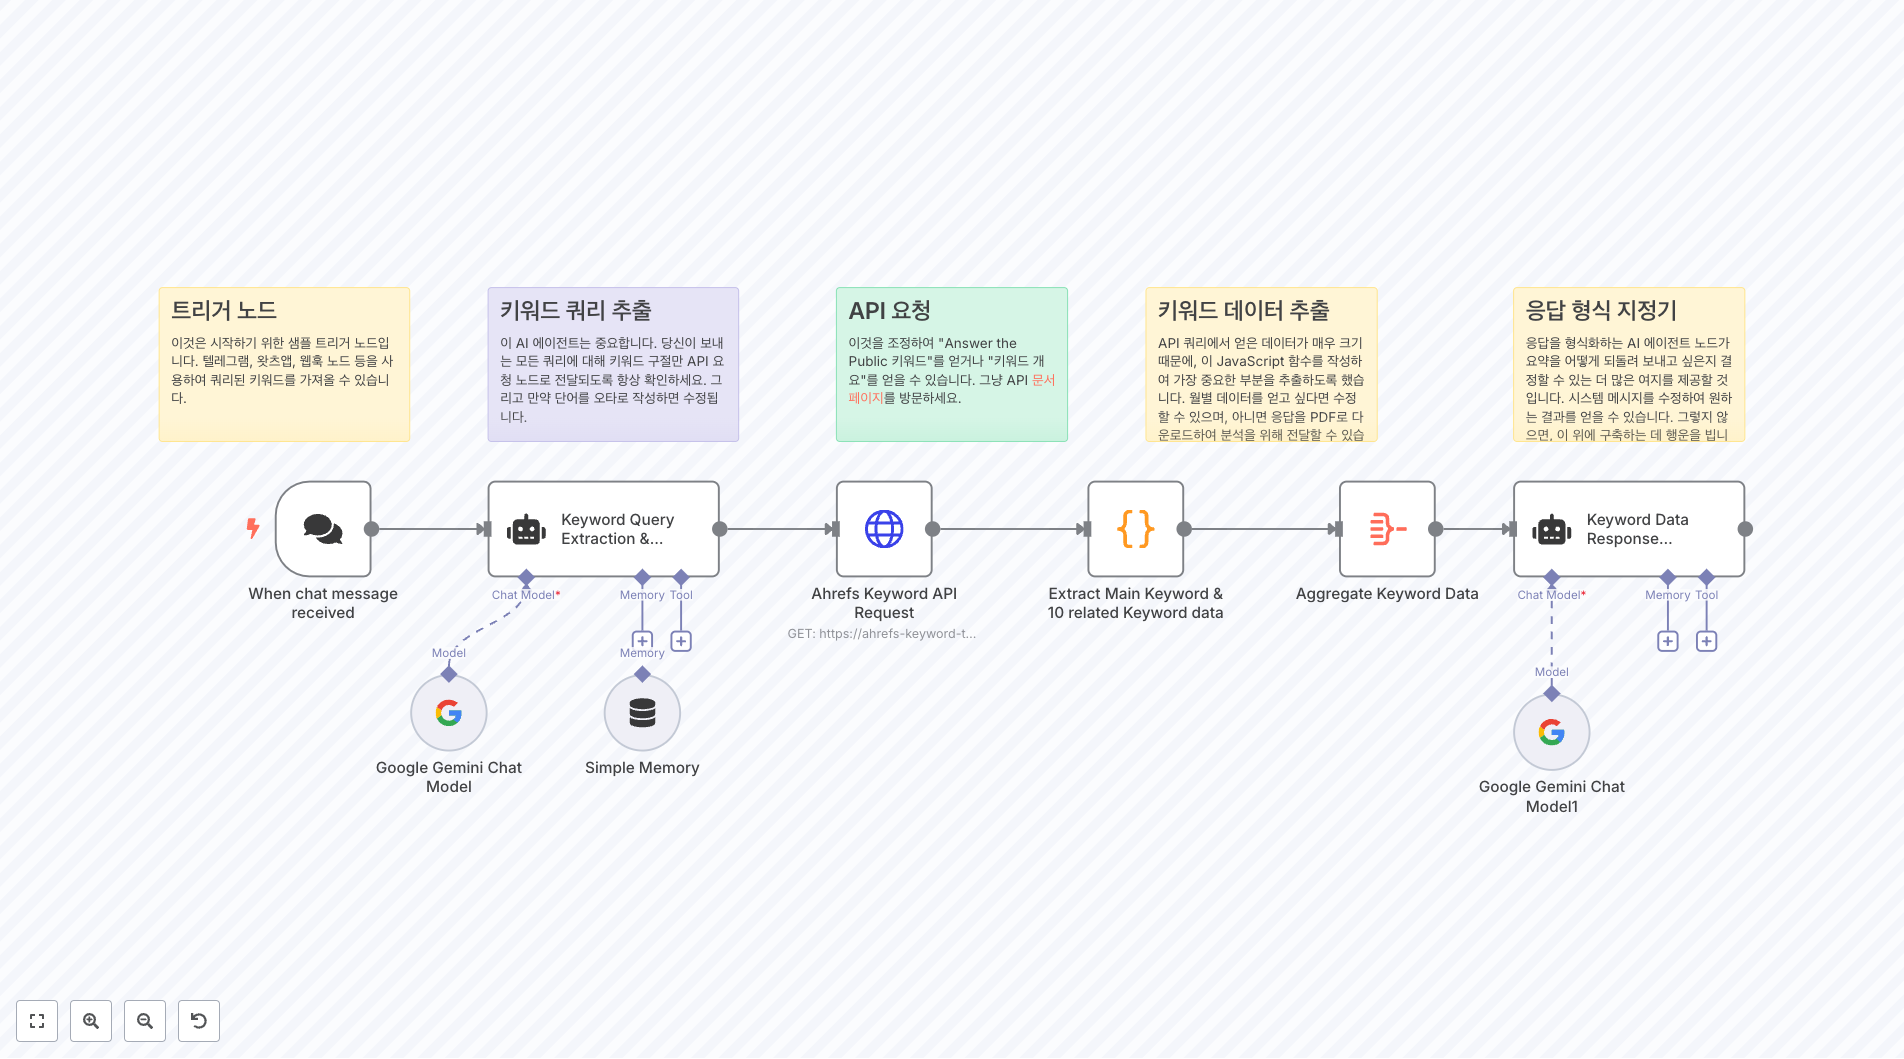 트리거 노드
이것은 시작하기 위한 샘플 트리거 노드입
니다. 텔레그램, 왓츠앱, 웹훅 노드 등을 사
용하여 쿼리된 키워드를 가져올 수 있습니
다.
키워드 쿼리 추출
이 AI 에이전트는 중요합니다. 당신이 보내
는 모든 쿼리에 대해 키워드 구절만 API 요
청 노드로 전달되도록 항상 확인하세요. 그
리고 만약 단어를 오타로 작성하면 수정됩
니다.
API 요청
이것을 조정하여 "Answer the
Public 키워드"를 얻거나 "키워드 개
요"를 얻을 수 있습니다. 그냥 API 문서
페이지를 방문하세요.
키워드 데이터 추출
API 쿼리에서 얻은 데이터가 매우 크기
때문에, 이 JavaScript 함수를 작성하
여 가장 중요한 부분을 추출하도록 했습
니다. 월별 데이터를 얻고 싶다면 수정
할 수 있으며, 아니면 응답을 PDF로 다
운로드하여 분석을 위해 전달할 수 있습
응답 형식 지정기
응답을 형식화하는 AI 에이전트 노드가
요약을 어떻게 되돌려 보내고 싶은지 결
정할 수 있는 더 많은 여지를 제공할 것
입니다. 시스템 메시지를 수정하여 원하
는 결과를 얻을 수 있습니다. 그렇지 않
으면, 이 위에 구축하는 데 행운을 빕니
When chat message
received
Keyword Query
Extraction &...
Chat Model*
Memory
Tool
Model
Memory
Google Gemini Chat
Model
Simple Memory
Ahrefs Keyword API
Request
GET: https://ahrefs-keyword-t...
Extract Main Keyword &
10 related Keyword data
Aggregate Keyword Data
Keyword Data
Response...
Chat Model*
Memory
Tool
Model
Google Gemini Chat
Model1